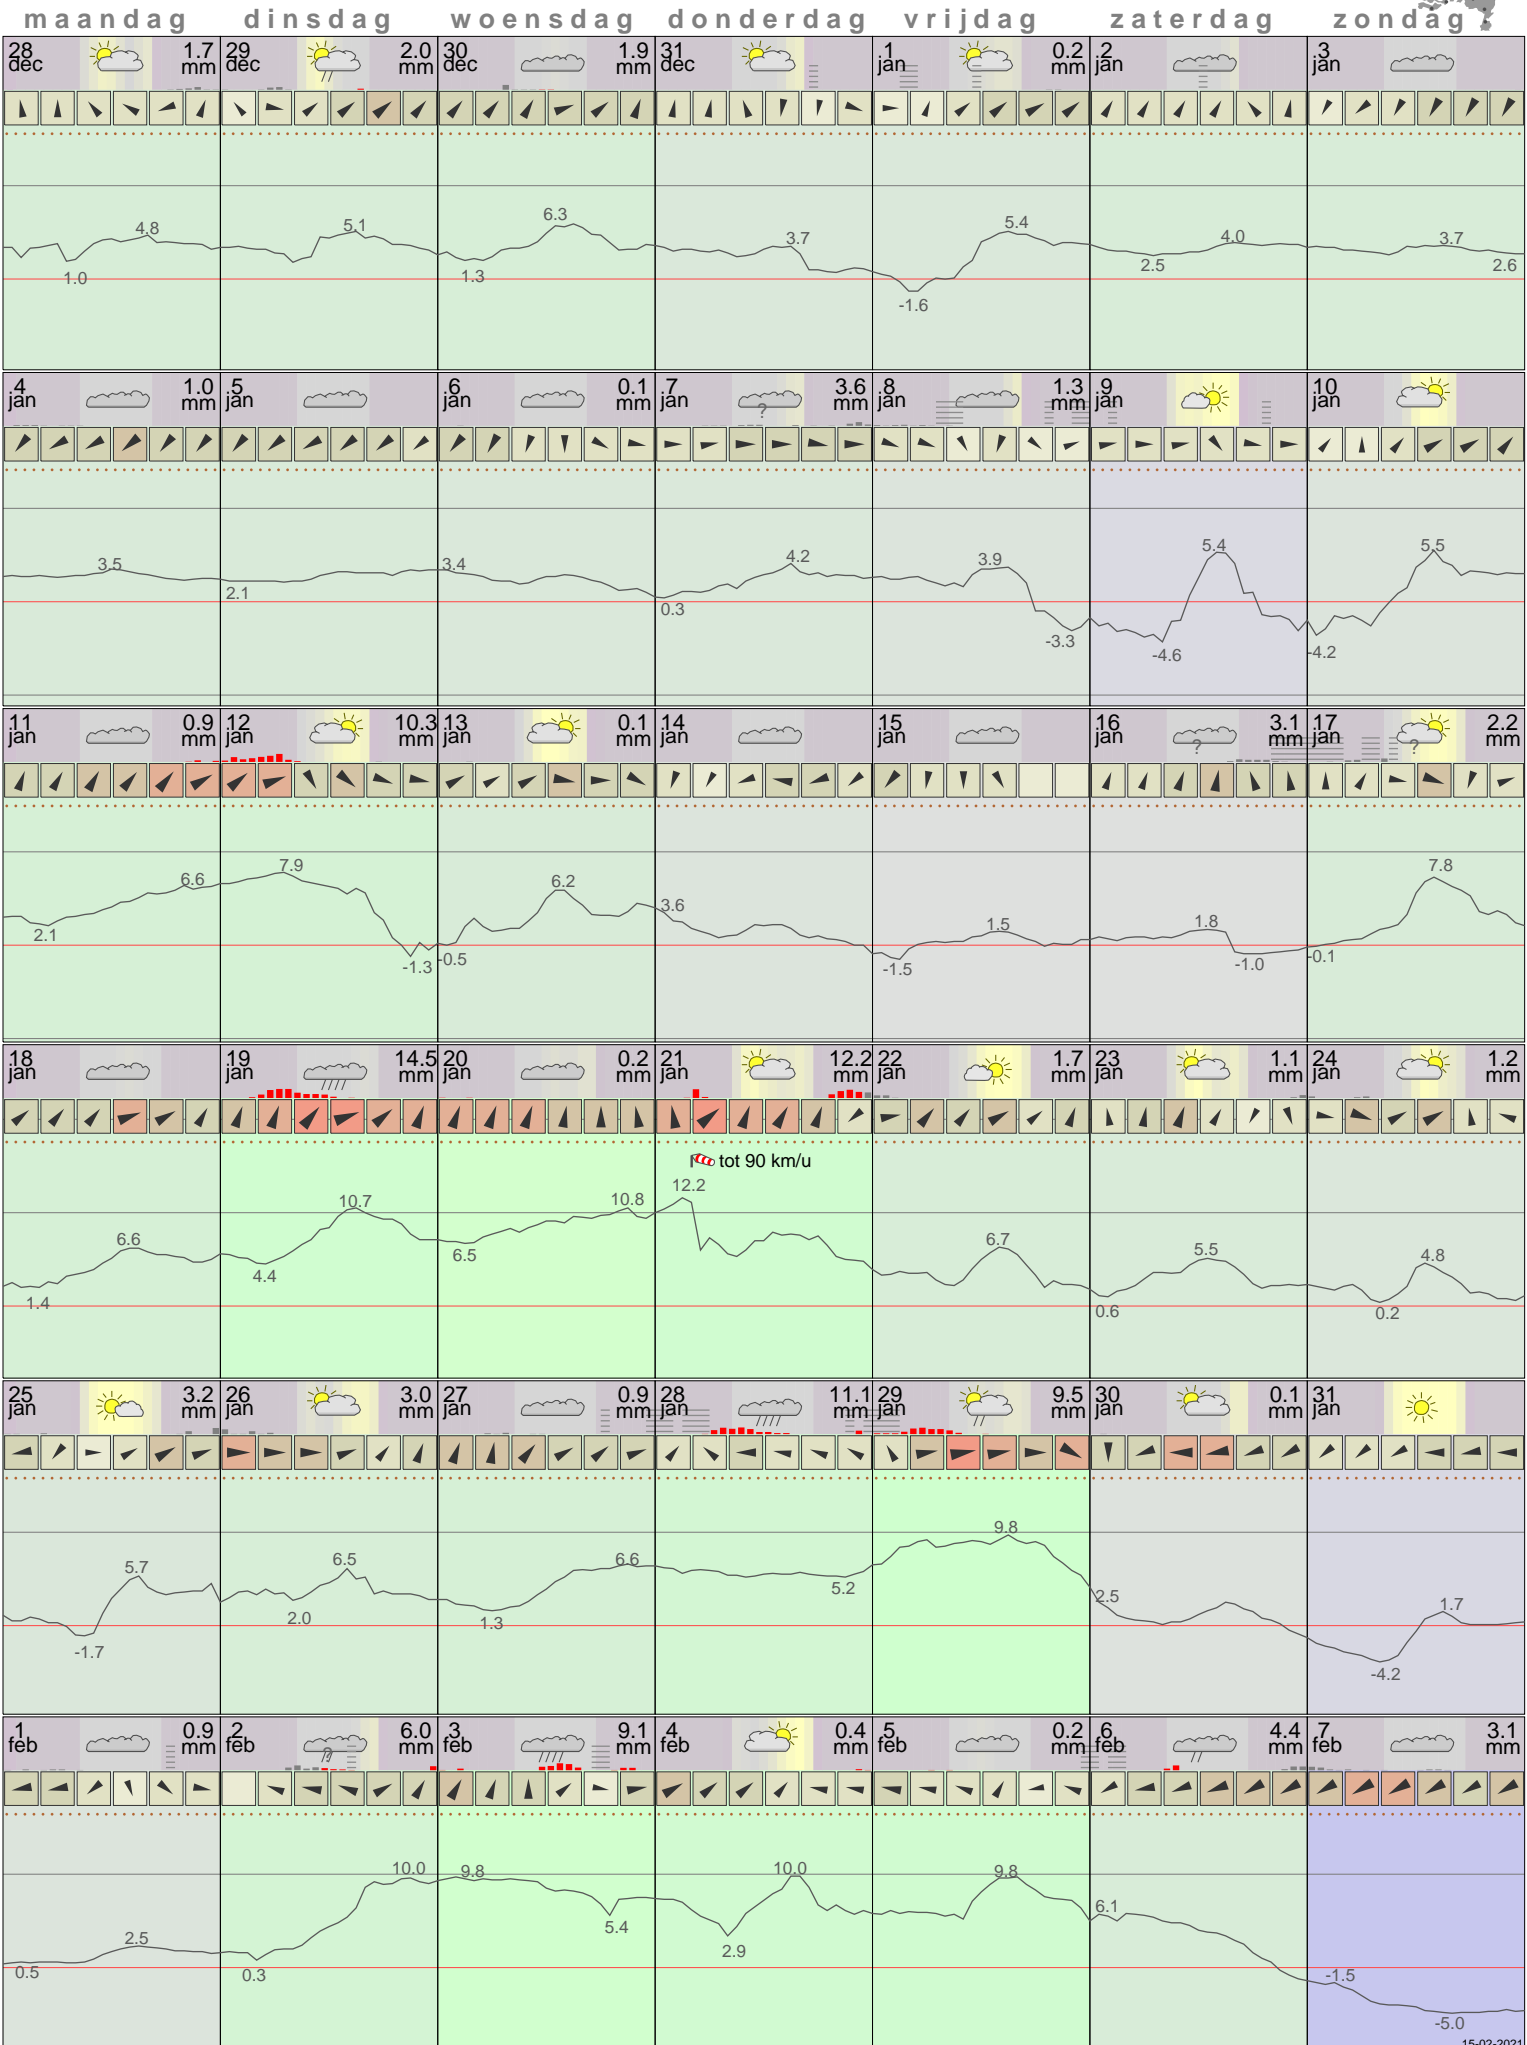 maandag dinsdag woensdag donderdag vrijdag zaterdag zondag
28 dec 1.7 mm 29 dec 2.0 mm 30 dec 1.9 mm 31 dec 1 jan 0.2 mm 2 jan 3 jan
4.8 1.0 5.1 6.3 1.3 3.7 5.4 -1.6 4.0 2.5 3.7 2.6
4 jan 1.0 mm 5 jan 6 jan 0.1 mm 7 jan ? 3.6 mm 8 jan 1.3 mm 9 jan 10 jan
3.5 2.1 3.4 0.3 4.2 3.9 -3.3 -4.6 5.4 -4.2 5.5
11 jan 0.9 mm 12 jan 10.3 mm 13 jan 0.1 mm 14 jan 15 jan 16 jan ? 3.1 mm 17 jan ? 2.2 mm
2.1 6.6 7.9 -1.3 -0.5 6.2 3.6 -1.5 1.5 1.8 -1.0 -0.1 7.8
18 jan 19 jan 14.5 mm 20 jan 0.2 mm 21 jan 12.2 mm 22 jan 1.7 mm 23 jan 1.1 mm 24 jan 1.2 mm
tot 90 km/u
1.4 6.6 4.4 10.7 6.5 10.8 12.2 6.7 0.6 5.5 0.2 4.8
25 jan 3.2 mm 26 jan 3.0 mm 27 jan 0.9 mm 28 jan 11.1 mm 29 jan 9.5 mm 30 jan 0.1 mm 31 jan
-1.7 5.7 2.0 6.5 1.3 6.6 5.2 9.8 2.5 -4.2 1.7
1 feb 0.9 mm 2 feb ? 6.0 mm 3 feb 9.1 mm 4 feb 0.4 mm 5 feb 0.2 mm 6 feb 4.4 mm 7 feb 3.1 mm
0.5 2.5 0.3 10.0 9.8 5.4 2.9 10.0 9.8 6.1 -1.5 -5.0
15-02-2021